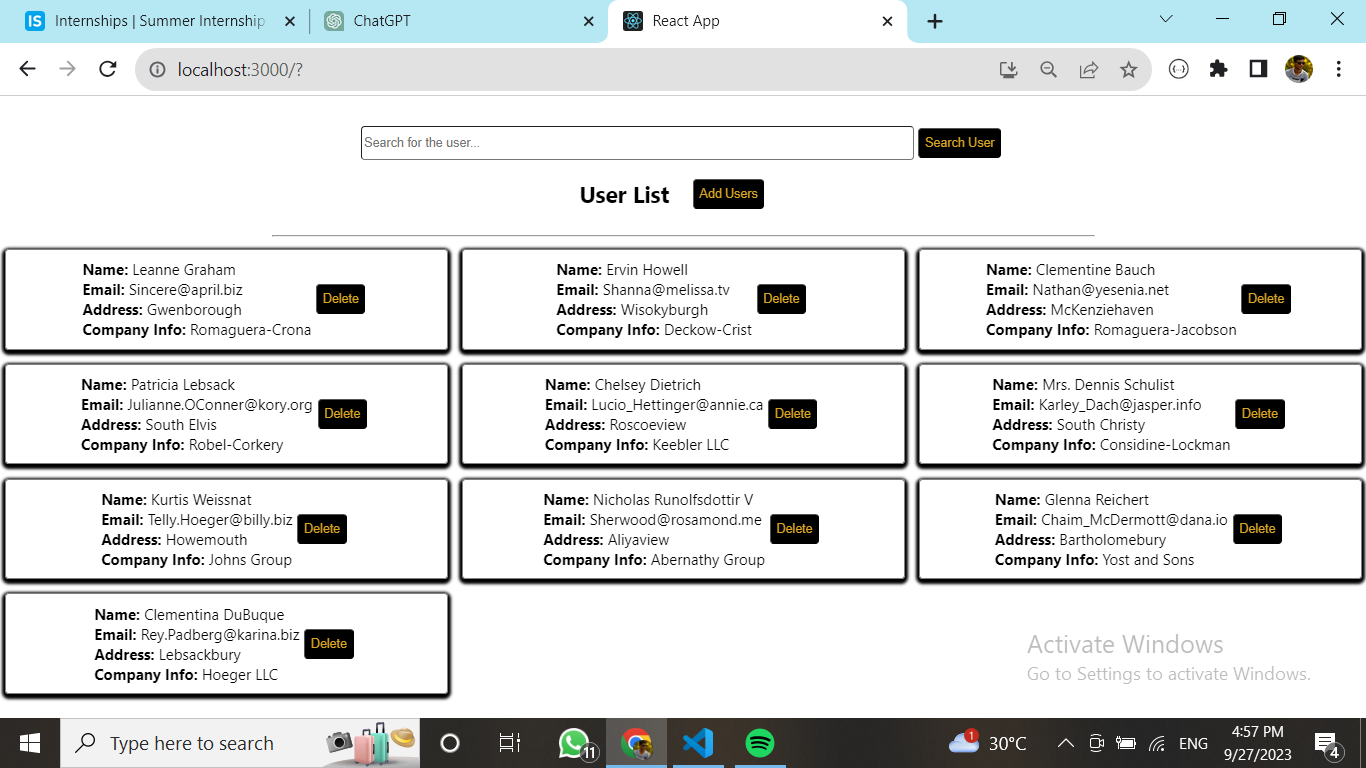 IS Internships | Summer Internship
ChatGPT
React App
localhost:3000/?
Search for the user...
Search User
User List
Add Users
Name: Leanne Graham
Email: Sincere@april.biz
Address: Gwenborough
Company Info: Romaguera-Crona
Delete
Name: Ervin Howell
Email: Shanna@melissa.tv
Address: Wisokyburgh
Company Info: Deckow-Crist
Delete
Name: Clementine Bauch
Email: Nathan@yesenia.net
Address: McKenziehaven
Company Info: Romaguera-Jacobson
Delete
Name: Patricia Lebsack
Email: Julianne.OConner@kory.org
Address: South Elvis
Company Info: Robel-Corkery
Delete
Name: Chelsey Dietrich
Email: Lucio_Hettinger@annie.ca
Address: Roscoeview
Company Info: Keebler LLC
Delete
Name: Mrs. Dennis Schulist
Email: Karley_Dach@jasper.info
Address: South Christy
Company Info: Considine-Lockman
Delete
Name: Kurtis Weissnat
Email: Telly.Hoeger@billy.biz
Address: Howemouth
Company Info: Johns Group
Delete
Name: Nicholas Runolfsdottir V
Email: Sherwood@rosamond.me
Address: Aliyaview
Company Info: Abernathy Group
Delete
Name: Glenna Reichert
Email: Chaim_McDermott@dana.io
Address: Bartholomebury
Company Info: Yost and Sons
Delete
Name: Clementina DuBuque
Email: Rey.Padberg@karina.biz
Address: Lebsackbury
Company Info: Hoeger LLC
Delete
Activate Windows
Go to Settings to activate Windows.
Type here to search
11
1
30°C
ENG
4:57 PM
9/27/2023
4